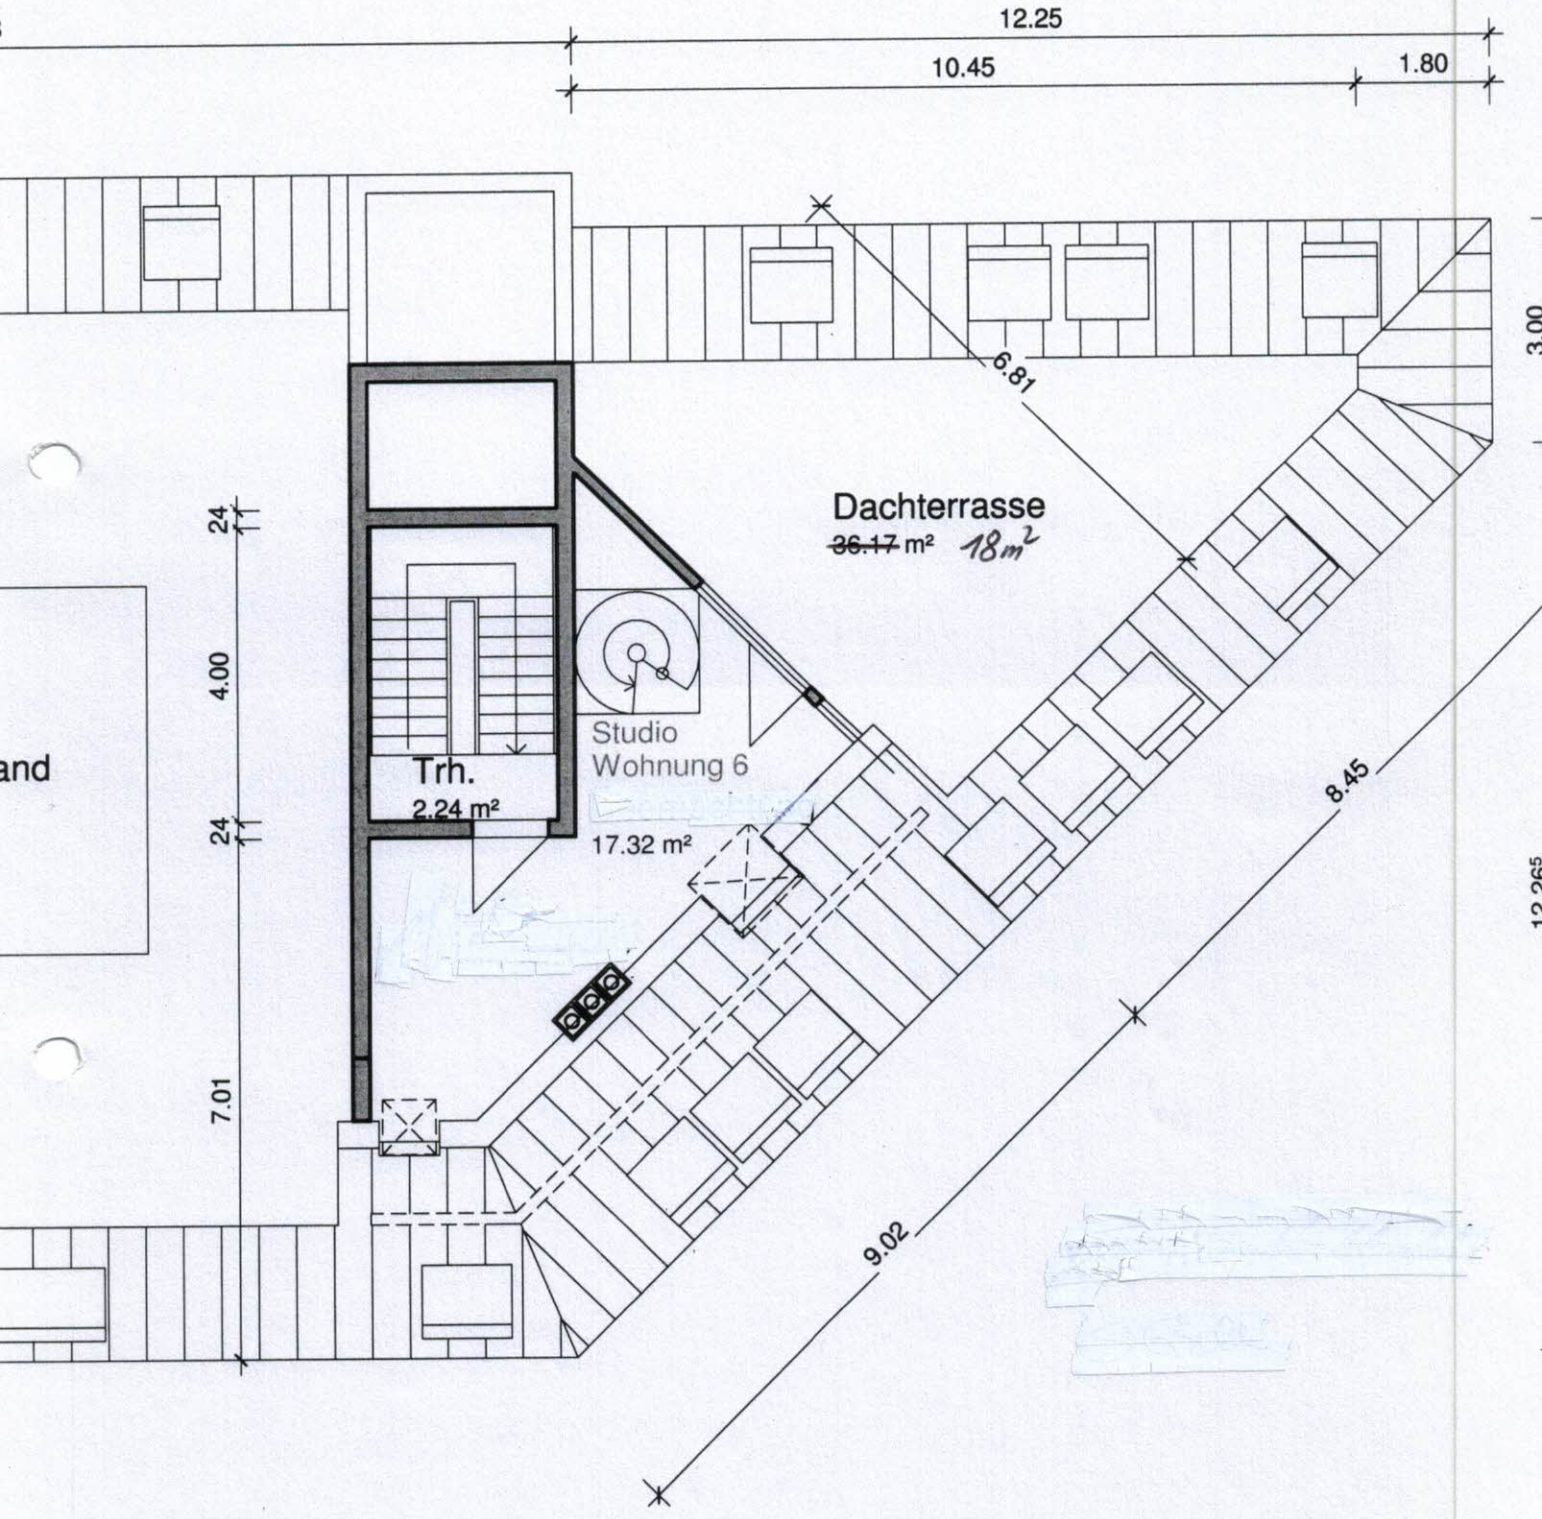 12.25
10.45
1.80
6.81
3.00
Dachterrasse
36.17 m² 18m²
24
4.00
Studio
Wohnung 6
and
Trh.
2.24 m²
24
17.32 m²
8.45
12.265
7.01
9.02